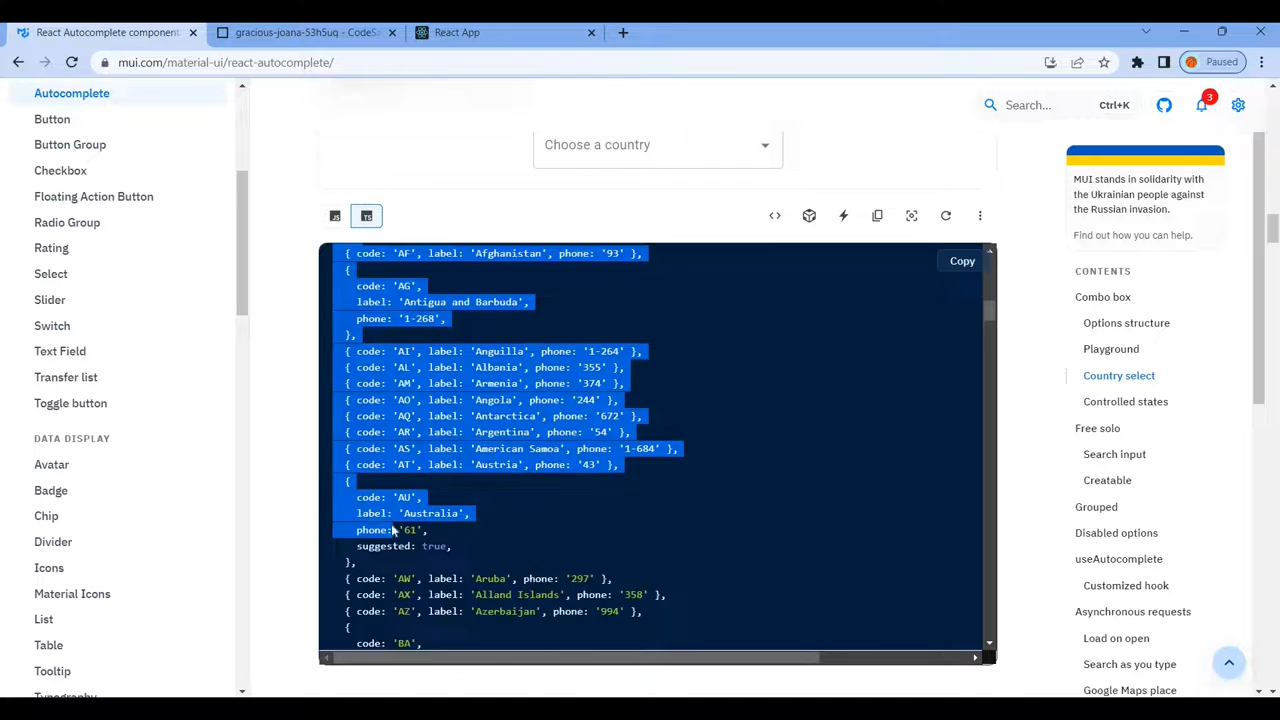 React Autocomplete component
gracious-joana-53h5uq - CodeSa
React App
mui.com/material-ui/react-autocomplete/
Paused
Autocomplete
Button
Button Group
Checkbox
Floating Action Button
Radio Group
Rating
Select
Slider
Switch
Text Field
Transfer list
Toggle button
DATA DISPLAY
Avatar
Badge
Chip
Divider
Icons
Material Icons
List
Table
Tooltip
Typography
Search...
Ctrl+K
3
Choose a country
JS
TS
Copy
{ code: 'AF', label: 'Afghanistan', phone: '93' },
{
code: 'AG',
label: 'Antigua and Barbuda',
phone: '1-268',
},
{ code: 'AI', label: 'Anguilla', phone: '1-264' },
{ code: 'AL', label: 'Albania', phone: '355' },
{ code: 'AM', label: 'Armenia', phone: '374' },
{ code: 'AO', label: 'Angola', phone: '244' },
{ code: 'AQ', label: 'Antarctica', phone: '672' },
{ code: 'AR', label: 'Argentina', phone: '54' },
{ code: 'AS', label: 'American Samoa', phone: '1-684' },
{ code: 'AT', label: 'Austria', phone: '43' },
{
code: 'AU',
label: 'Australia',
phone: '61',
suggested: true,
},
{ code: 'AW', label: 'Aruba', phone: '297' },
{ code: 'AX', label: 'Alland Islands', phone: '358' },
{ code: 'AZ', label: 'Azerbaijan', phone: '994' },
{
code: 'BA',
MUI stands in solidarity with
the Ukrainian people against
the Russian invasion.
Find out how you can help.
CONTENTS
Combo box
Options structure
Playground
Country select
Controlled states
Free solo
Search input
Creatable
Grouped
Disabled options
useAutocomplete
Customized hook
Asynchronous requests
Load on open
Search as you type
Google Maps place